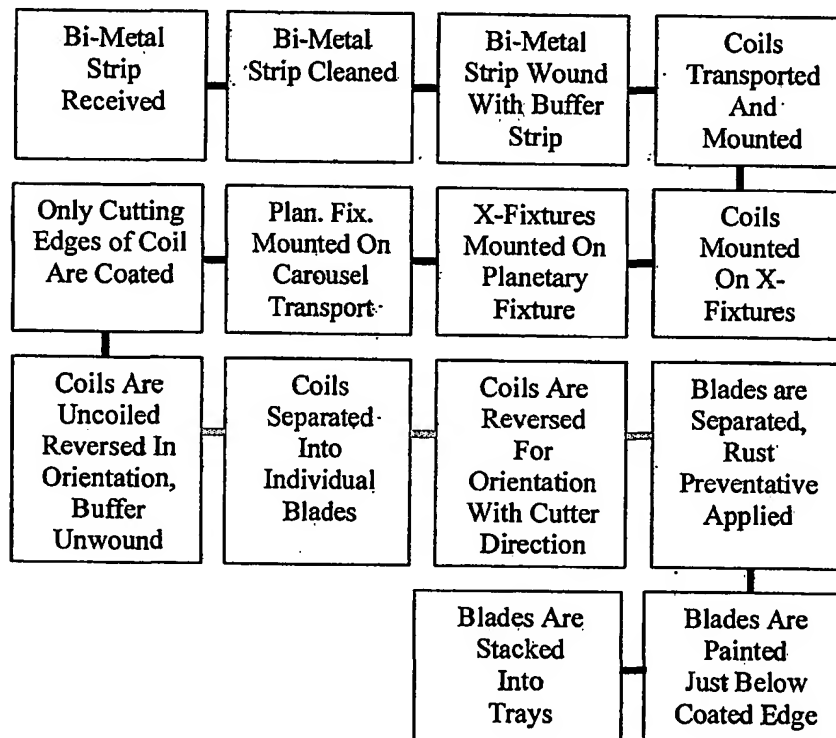 Bi-Metal
Strip
Received
Bi-Metal
Strip Cleaned
Bi-Metal
Strip Wound
With Buffer
Strip
Coils
Transported
And
Mounted
Only Cutting
Edges of Coil
Are Coated
Plan. Fix.
Mounted On
Carousel
Transport
X-Fixtures
Mounted On
Planetary
Fixture
Coils
Mounted
On X-
Fixtures
Coils Are
Uncoiled
Reversed In
Orientation,
Buffer
Unwound
Coils
Separated
Into
Individual
Blades
Coils Are
Reversed
For
Orientation
With Cutter
Direction
Blades are
Separated,
Rust
Preventative
Applied
Blades Are
Stacked
Into
Trays
Blades Are
Painted
Just Below
Coated Edge